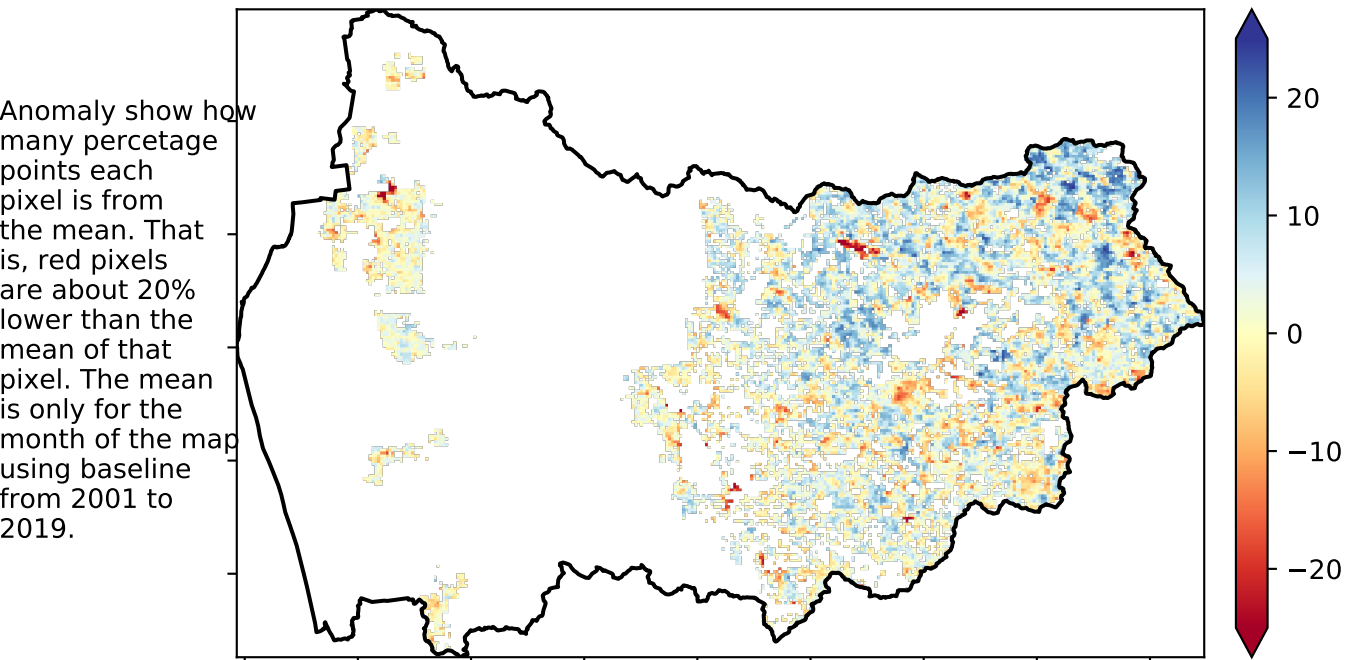 Anomaly show how
many percetage
points each
pixel is from
the mean. That
is, red pixels
are about 20%
lower than the
mean of that
pixel. The mean
is only for the
month of the map
using baseline
from 2001 to
2019.
20
10
0
−10
−20